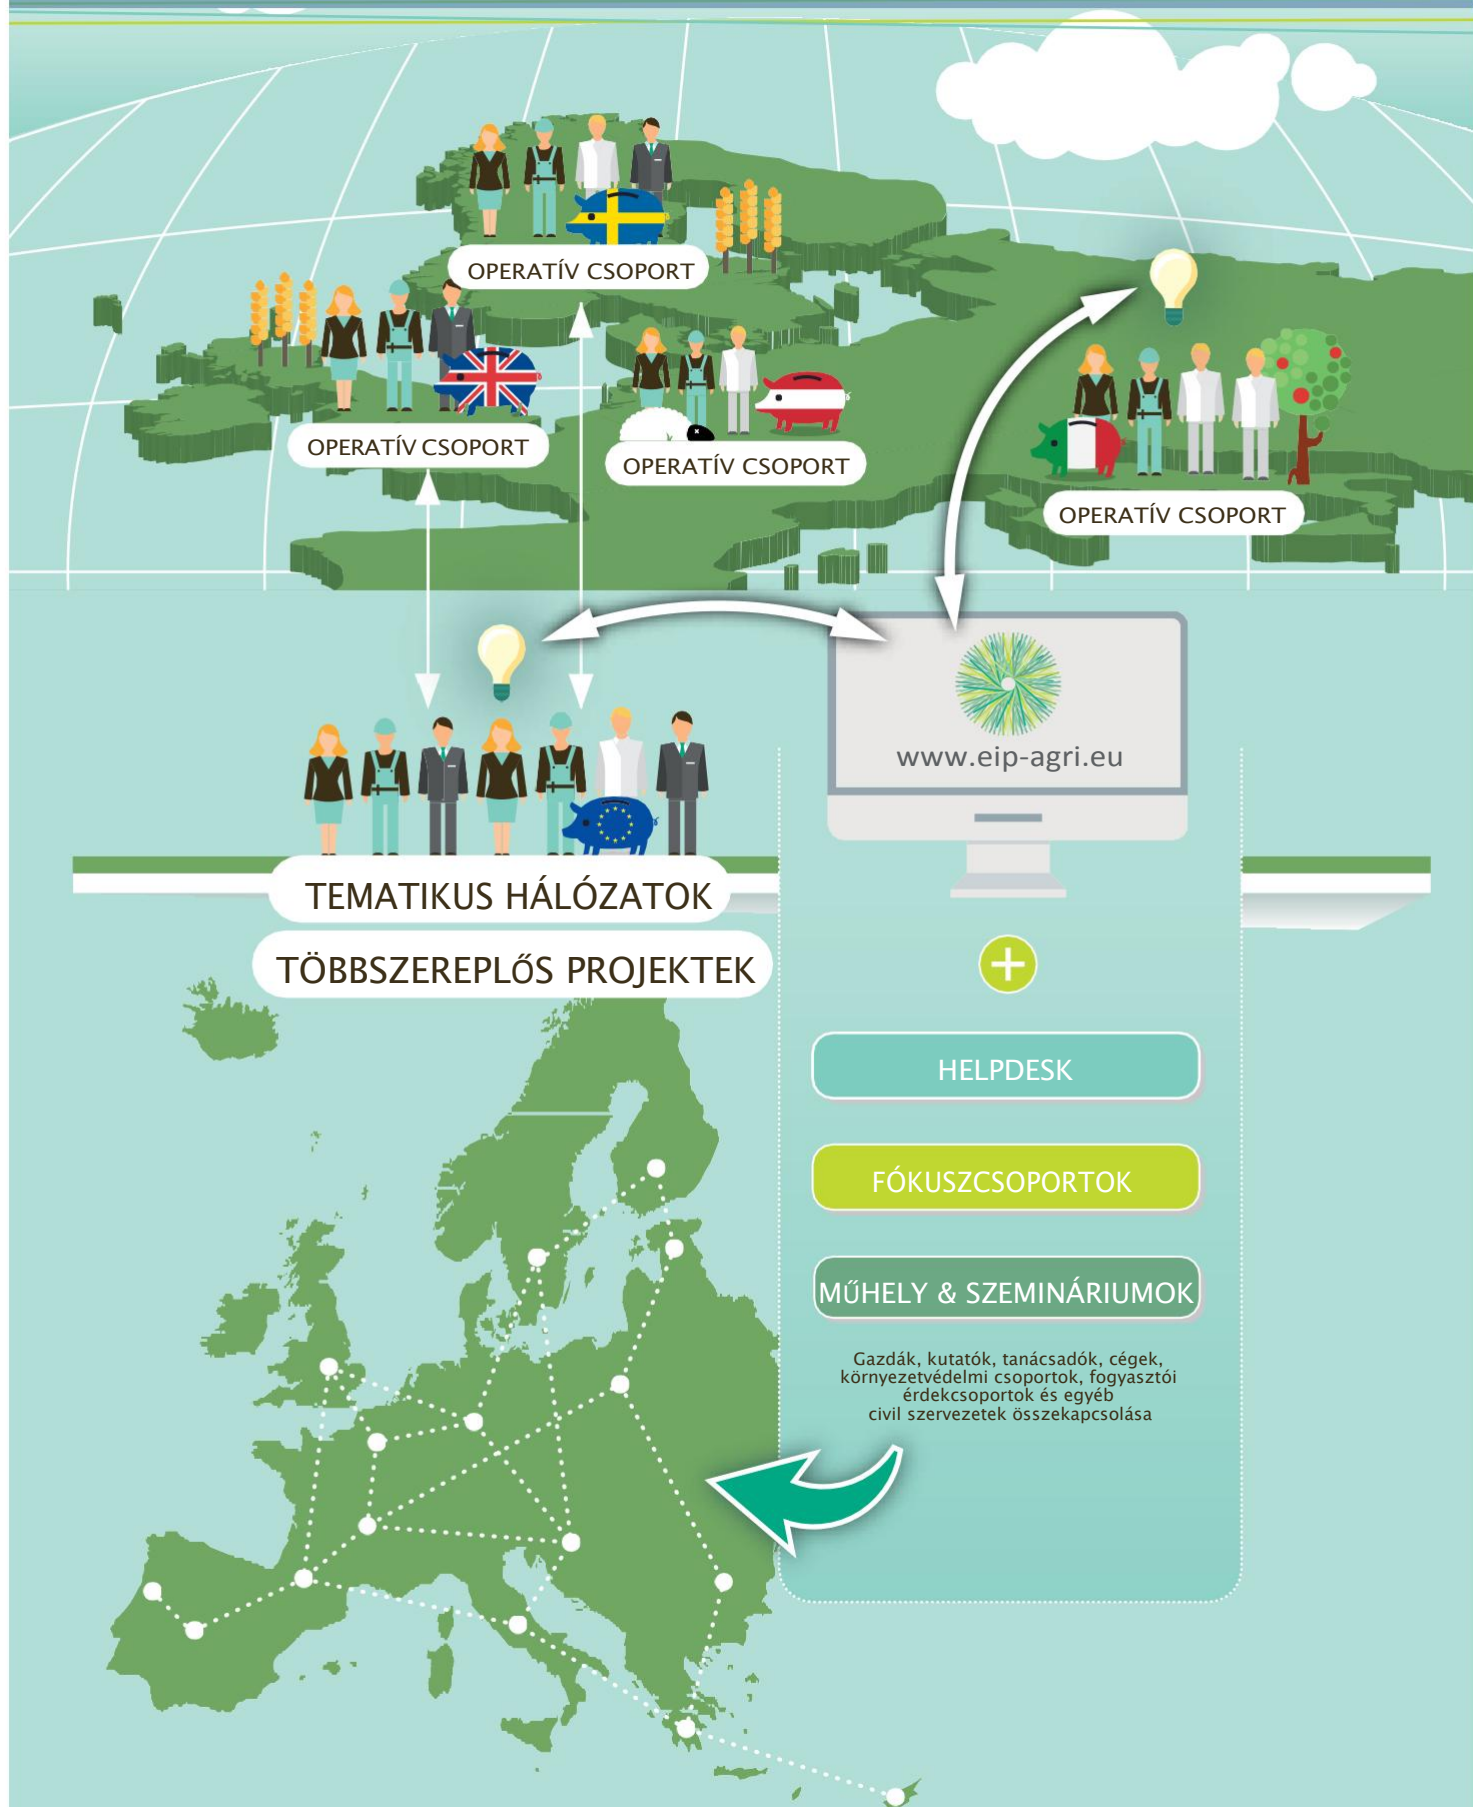 OPERATÍV CSOPORT
OPERATÍV CSOPORT
OPERATÍV CSOPORT
OPERATÍV CSOPORT
www.eip-agri.eu
TEMATIKUS HÁLÓZATOK
TÖBBSZEREPLŐS PROJEKTEK
HELPDESK
FÓKUSZCSOPORTOK
MŰHELY & SZEMINÁRIUMOK
Gazdák, kutatók, tanácsadók, cégek,
környezetvédelmi csoportok, fogyasztói
érdekcsoportok és egyéb
civil szervezetek összekapcsolása